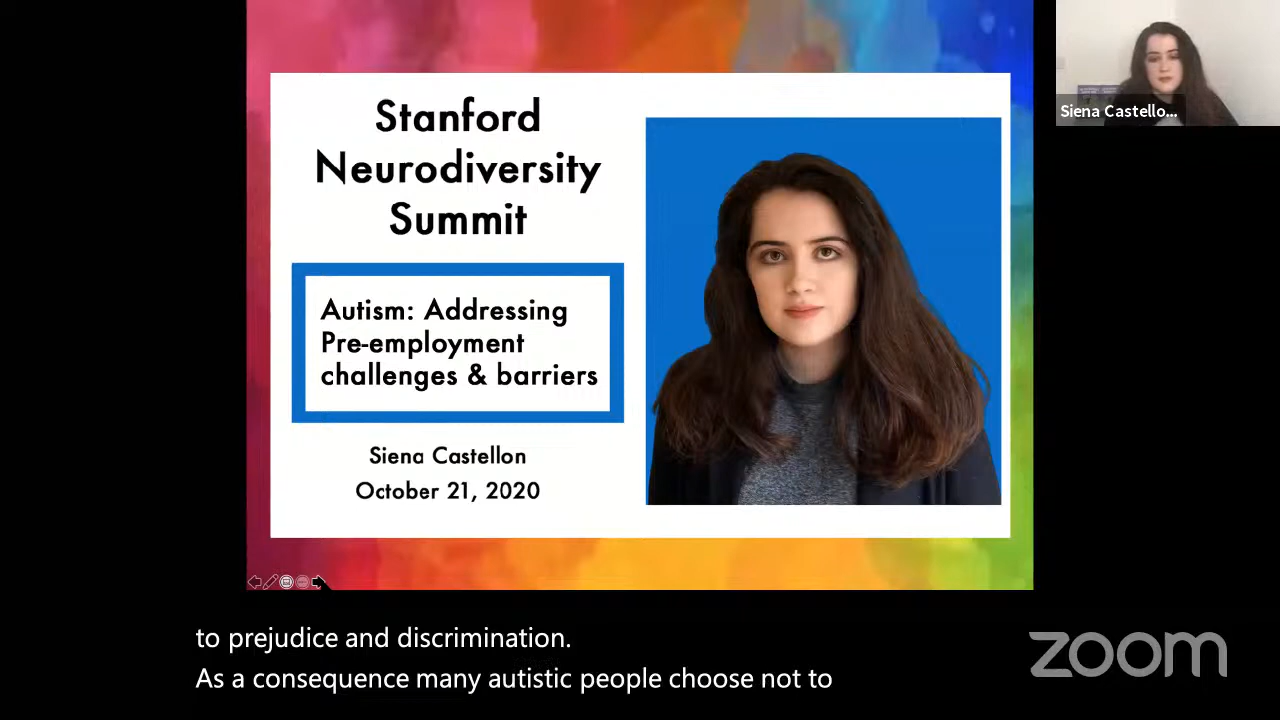 Stanford
Neurodiversity
Summit
Autism: Addressing
Pre-employment
challenges & barriers
Siena Castellon
October 21, 2020
Siena Castello...
to prejudice and discrimination.
As a consequence many autistic people choose not to
zoom